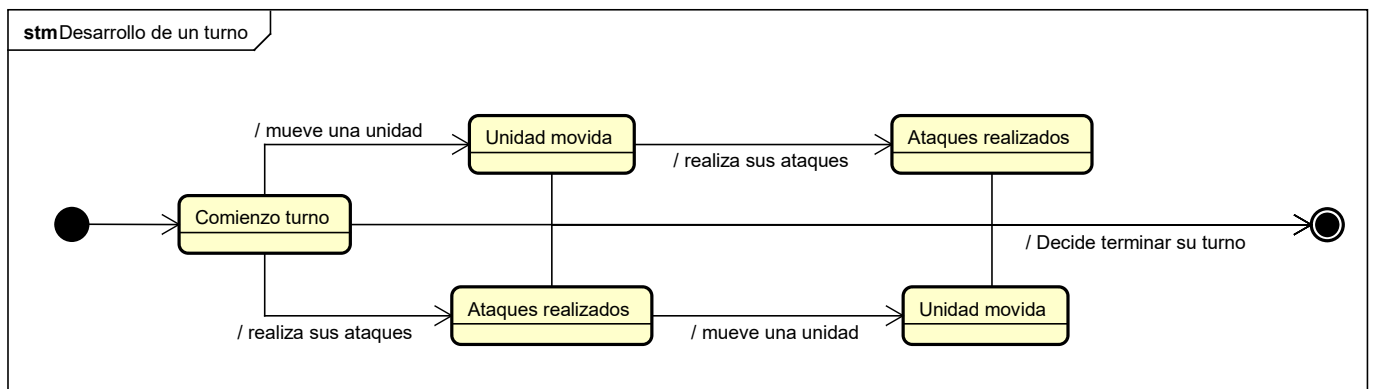 stmDesarrollo de un turno
/ mueve una unidad
Unidad movida
/ realiza sus ataques
Ataques realizados
Comienzo turno
/ Decide terminar su turno
/ realiza sus ataques
Ataques realizados
/ mueve una unidad
Unidad movida